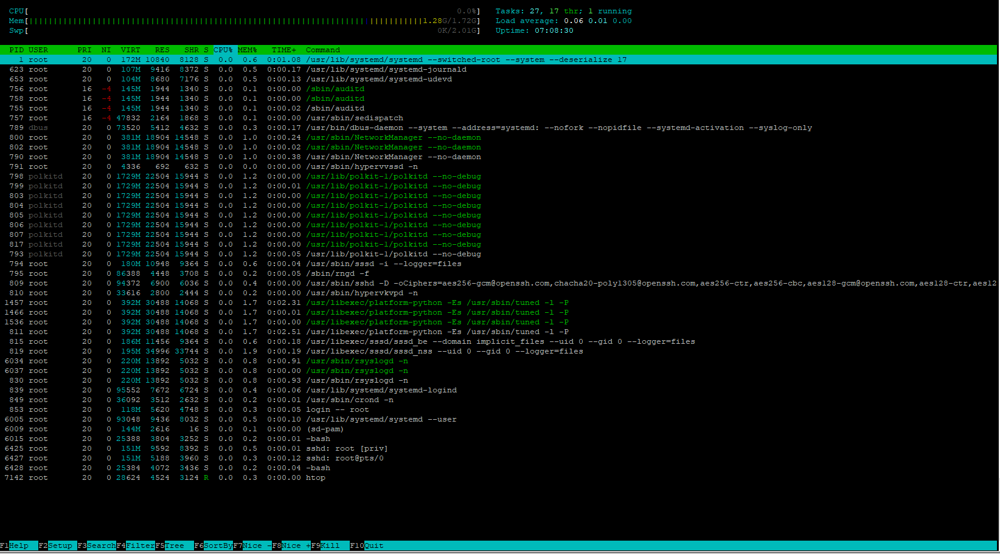 CPU[ 0.0%] Tasks: 27, 17 thr; 1 running
Mem[||||||||||||||||||||||||||||||||||||||||||||||||||||||||||||||||||||||||||||||||1.28G/1.72G] Load average: 0.06 0.01 0.00
Swp[ 0K/2.01G] Uptime: 07:08:30
PID USER PRI NI VIRT RES SHR S CPU% MEM% TIME+ Command
1 root 20 0 172M 10840 8128 S 0.0 0.6 0:01.08 /usr/lib/systemd/systemd --switched-root --system --deserialize 17
623 root 20 0 107M 9416 8372 S 0.0 0.5 0:00.17 /usr/lib/systemd/systemd-journald
653 root 20 0 104M 8680 7176 S 0.0 0.5 0:00.13 /usr/lib/systemd/systemd-udevd
756 root 16 -4 145M 1944 1340 S 0.0 0.1 0:00.00 /sbin/auditd
758 root 16 -4 145M 1944 1340 S 0.0 0.1 0:00.00 /sbin/auditd
755 root 16 -4 145M 1944 1340 S 0.0 0.1 0:00.02 /sbin/auditd
757 root 16 -4 47832 2164 1868 S 0.0 0.1 0:00.00 /usr/sbin/sedispatch
789 dbus 20 0 73520 5412 4632 S 0.0 0.3 0:00.17 /usr/bin/dbus-daemon --system --address=systemd: --nofork --nopidfile --systemd-activation --syslog-only
800 root 20 0 381M 18904 14548 S 0.0 1.0 0:00.24 /usr/sbin/NetworkManager --no-daemon
802 root 20 0 381M 18904 14548 S 0.0 1.0 0:00.02 /usr/sbin/NetworkManager --no-daemon
790 root 20 0 381M 18904 14548 S 0.0 1.0 0:00.38 /usr/sbin/NetworkManager --no-daemon
791 root 20 0 4336 692 632 S 0.0 0.0 0:00.00 /usr/sbin/hypervvssd -n
798 polkitd 20 0 1729M 22504 15944 S 0.0 1.2 0:00.00 /usr/lib/polkit-1/polkitd --no-debug
799 polkitd 20 0 1729M 22504 15944 S 0.0 1.2 0:00.01 /usr/lib/polkit-1/polkitd --no-debug
803 polkitd 20 0 1729M 22504 15944 S 0.0 1.2 0:00.00 /usr/lib/polkit-1/polkitd --no-debug
804 polkitd 20 0 1729M 22504 15944 S 0.0 1.2 0:00.00 /usr/lib/polkit-1/polkitd --no-debug
805 polkitd 20 0 1729M 22504 15944 S 0.0 1.2 0:00.00 /usr/lib/polkit-1/polkitd --no-debug
806 polkitd 20 0 1729M 22504 15944 S 0.0 1.2 0:00.00 /usr/lib/polkit-1/polkitd --no-debug
807 polkitd 20 0 1729M 22504 15944 S 0.0 1.2 0:00.00 /usr/lib/polkit-1/polkitd --no-debug
817 polkitd 20 0 1729M 22504 15944 S 0.0 1.2 0:00.00 /usr/lib/polkit-1/polkitd --no-debug
793 polkitd 20 0 1729M 22504 15944 S 0.0 1.2 0:00.05 /usr/lib/polkit-1/polkitd --no-debug
794 root 20 0 180M 10948 9364 S 0.0 0.6 0:00.04 /usr/sbin/sssd -i --logger=files
795 root 20 0 86388 4448 3708 S 0.0 0.2 0:00.05 /sbin/rngd -f
809 root 20 0 94372 6900 6036 S 0.0 0.4 0:00.00 /usr/sbin/sshd -D -oCiphers=aes256-gcm@openssh.com,chacha20-poly1305@openssh.com,aes256-ctr,aes256-cbc,aes128-gcm@openssh.com,aes128-ctr,aes12
810 root 20 0 33616 2800 2444 S 0.0 0.2 0:00.00 /usr/sbin/hypervkvpd -n
1457 root 20 0 392M 30488 14068 S 0.0 1.7 0:02.31 /usr/libexec/platform-python -Es /usr/sbin/tuned -l -P
1466 root 20 0 392M 30488 14068 S 0.0 1.7 0:00.01 /usr/libexec/platform-python -Es /usr/sbin/tuned -l -P
1536 root 20 0 392M 30488 14068 S 0.0 1.7 0:00.00 /usr/libexec/platform-python -Es /usr/sbin/tuned -l -P
811 root 20 0 392M 30488 14068 S 0.0 1.7 0:02.51 /usr/libexec/platform-python -Es /usr/sbin/tuned -l -P
815 root 20 0 186M 11456 9364 S 0.0 0.6 0:00.18 /usr/libexec/sssd/sssd_be --domain implicit_files --uid 0 --gid 0 --logger=files
819 root 20 0 195M 34996 33744 S 0.0 1.9 0:00.19 /usr/libexec/sssd/sssd_nss --uid 0 --gid 0 --logger=files
6034 root 20 0 220M 13892 5032 S 0.0 0.8 0:00.91 /usr/sbin/rsyslogd -n
6037 root 20 0 220M 13892 5032 S 0.0 0.8 0:00.00 /usr/sbin/rsyslogd -n
830 root 20 0 220M 13892 5032 S 0.0 0.8 0:00.93 /usr/sbin/rsyslogd -n
839 root 20 0 95552 7672 6724 S 0.0 0.4 0:00.06 /usr/lib/systemd/systemd-logind
849 root 20 0 36092 3512 2632 S 0.0 0.2 0:00.01 /usr/sbin/crond -n
853 root 20 0 118M 5620 4748 S 0.0 0.3 0:00.05 login -- root
6005 root 20 0 93048 9436 8032 S 0.0 0.5 0:00.10 /usr/lib/systemd/systemd --user
6009 root 20 0 144M 2616 16 S 0.0 0.1 0:00.00 (sd-pam)
6015 root 20 0 25388 3804 3252 S 0.0 0.2 0:00.01 -bash
6425 root 20 0 151M 9592 8392 S 0.0 0.5 0:00.01 sshd: root [priv]
6427 root 20 0 151M 5188 3960 S 0.0 0.3 0:00.12 sshd: root@pts/0
6428 root 20 0 25384 4072 3436 S 0.0 0.2 0:00.04 -bash
7142 root 20 0 28624 4524 3124 R 0.0 0.3 0:00.00 htop
F1Help F2Setup F3SearchF4FilterF5Tree F6SortByF7Nice -F8Nice +F9Kill F10Quit